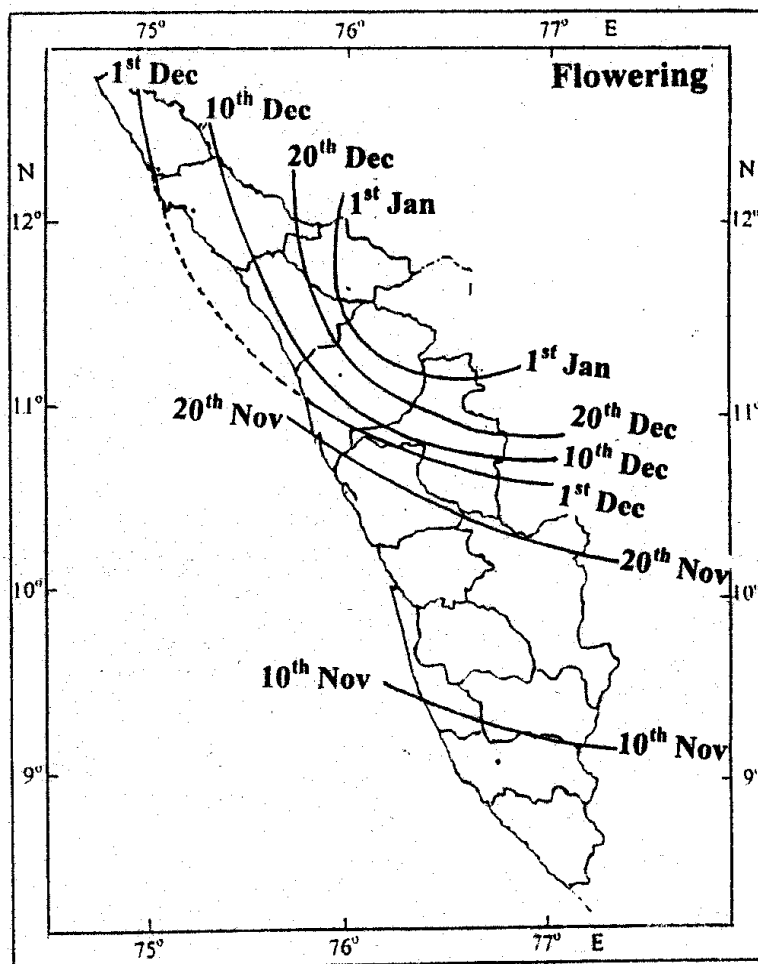 75° 76° 77° E
Flowering
1st Dec
10th Dec
20th Dec
1st Jan
N N
12° 12°
1st Jan
11° 11°
20th Nov
20th Dec
10th Dec
1st Dec
20th Nov
10° 10°
10th Nov
10th Nov
9° 9°
75° 76° 77° E